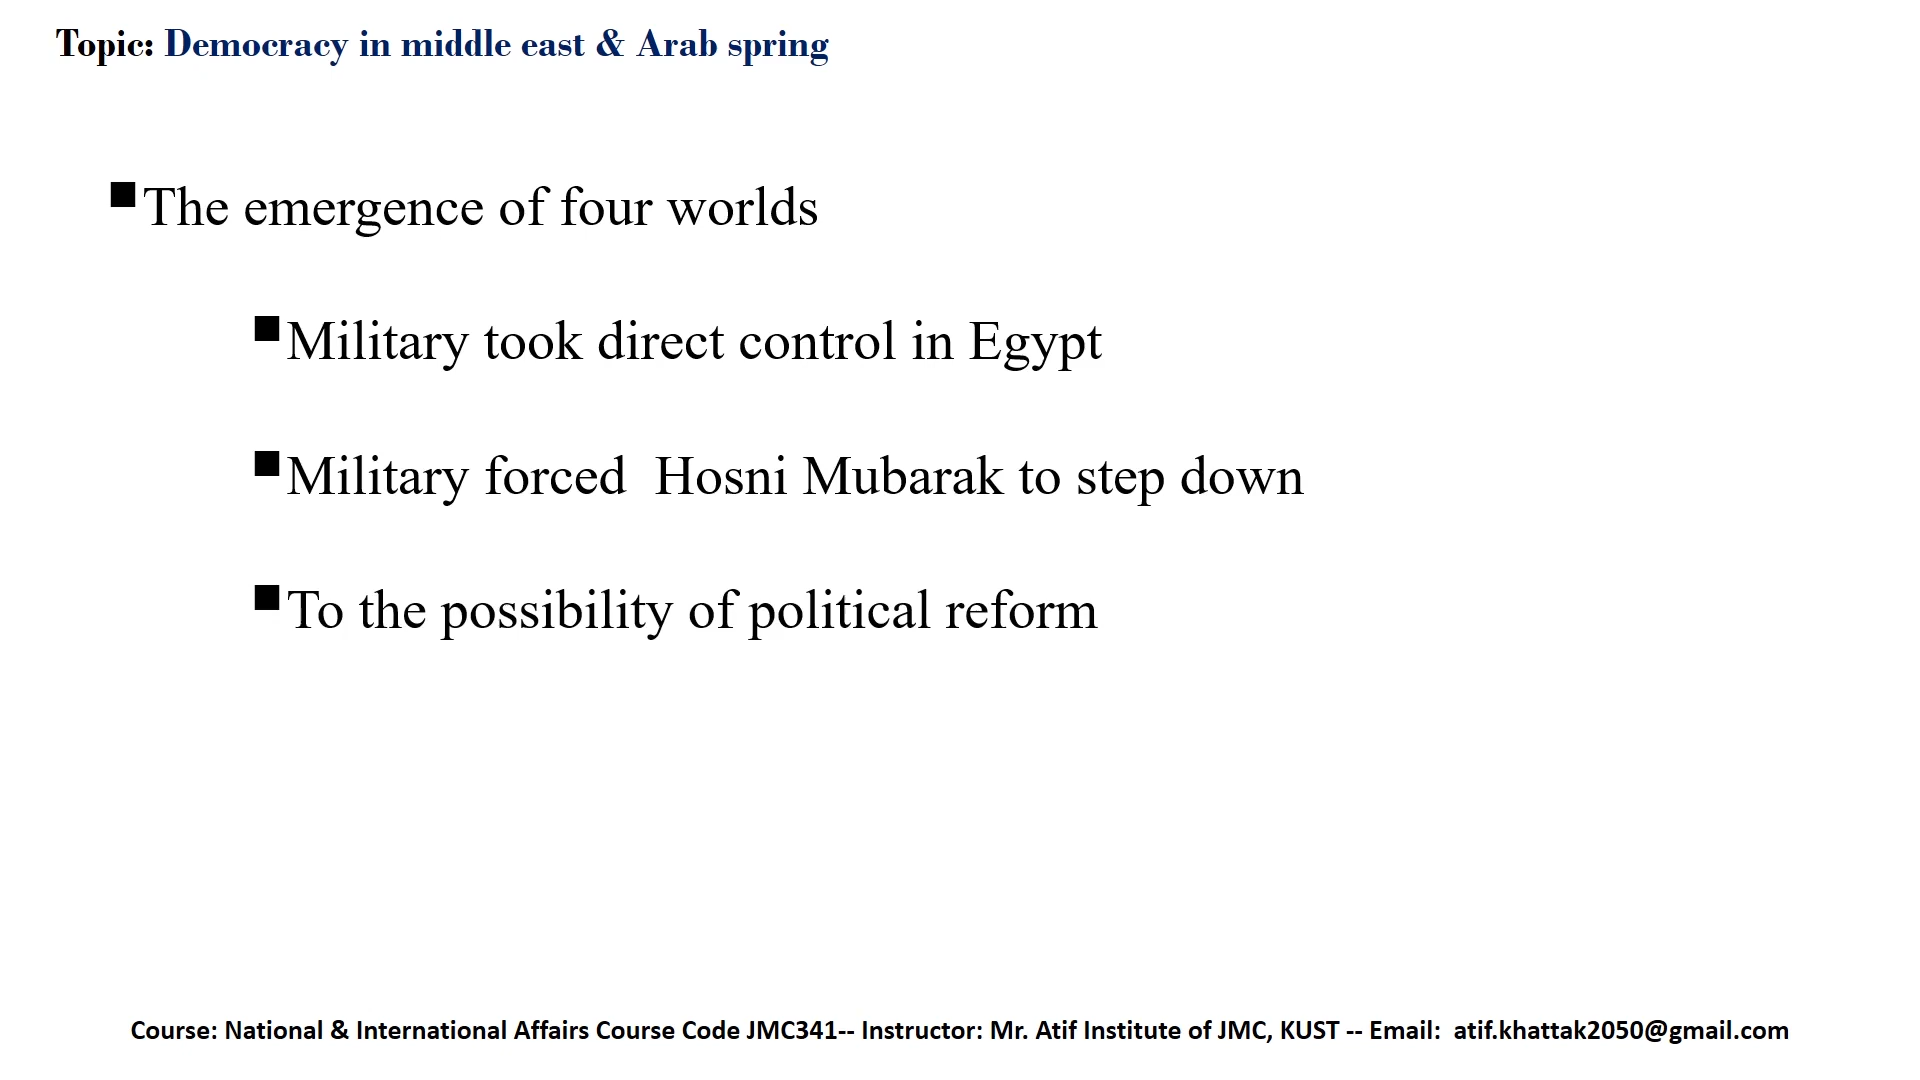 Topic: Democracy in middle east & Arab spring
▪The emergence of four worlds
▪Military took direct control in Egypt
▪Military forced  Hosni Mubarak to step down
▪To the possibility of political reform
Course: National & International Affairs Course Code JMC341-- Instructor: Mr. Atif Institute of JMC, KUST -- Email:  atif.khattak2050@gmail.com